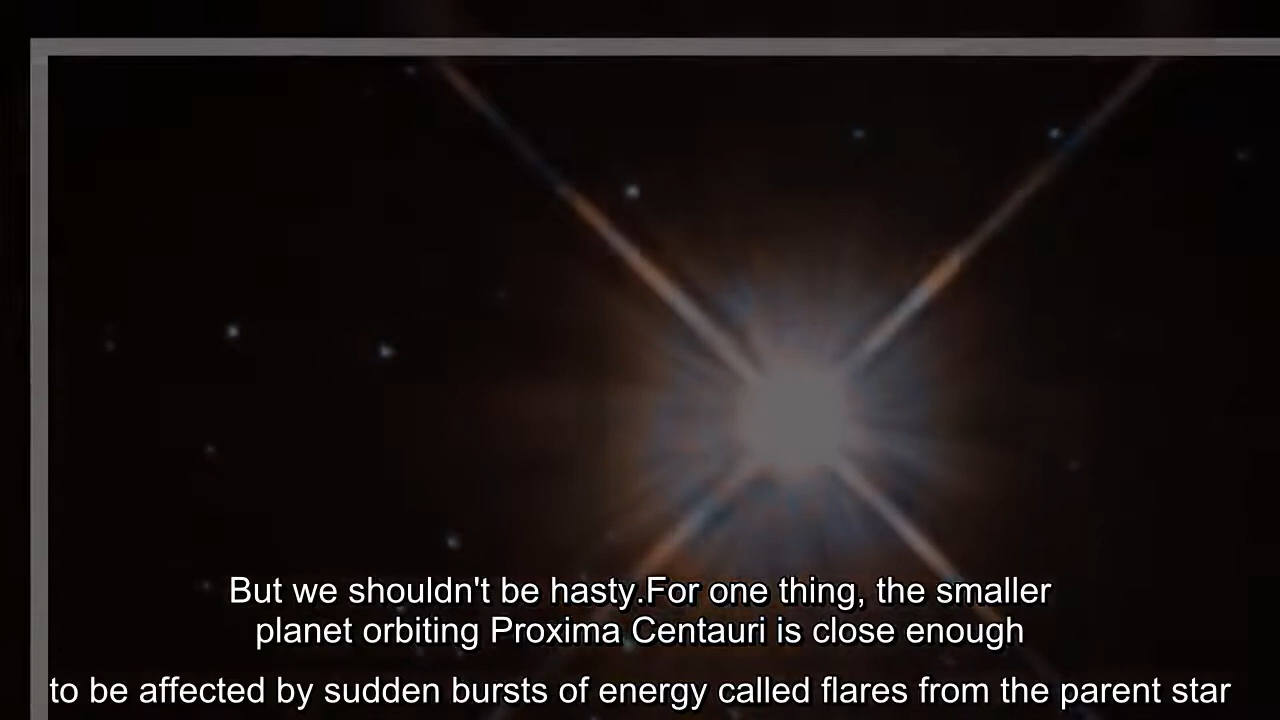 But we shouldn't be hasty.For one thing, the smaller
planet orbiting Proxima Centauri is close enough
to be affected by sudden bursts of energy called flares from the parent star